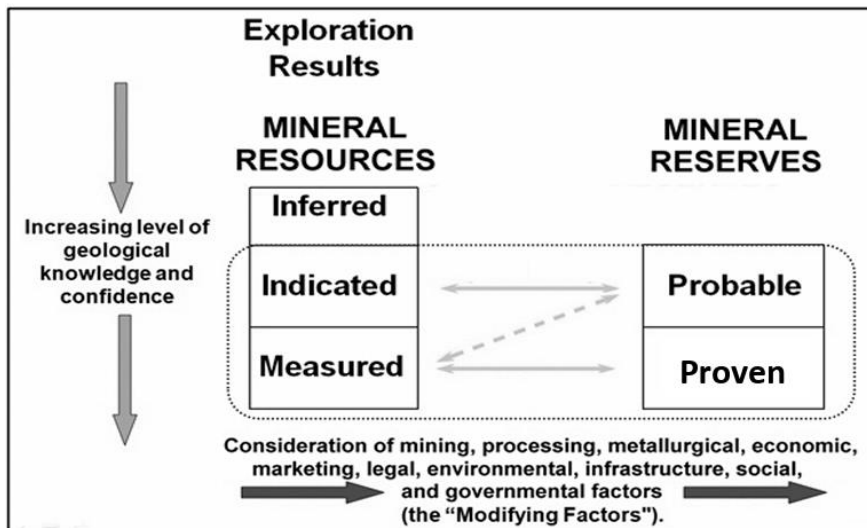 Exploration
Results
MINERAL
RESOURCES
MINERAL
RESERVES
Inferred
Increasing level of
geological
knowledge and
confidence
Indicated
Probable
Measured
Proven
Consideration of mining, processing, metallurgical, economic,
marketing, legal, environmental, infrastructure, social,
and governmental factors
(the “Modifying Factors").